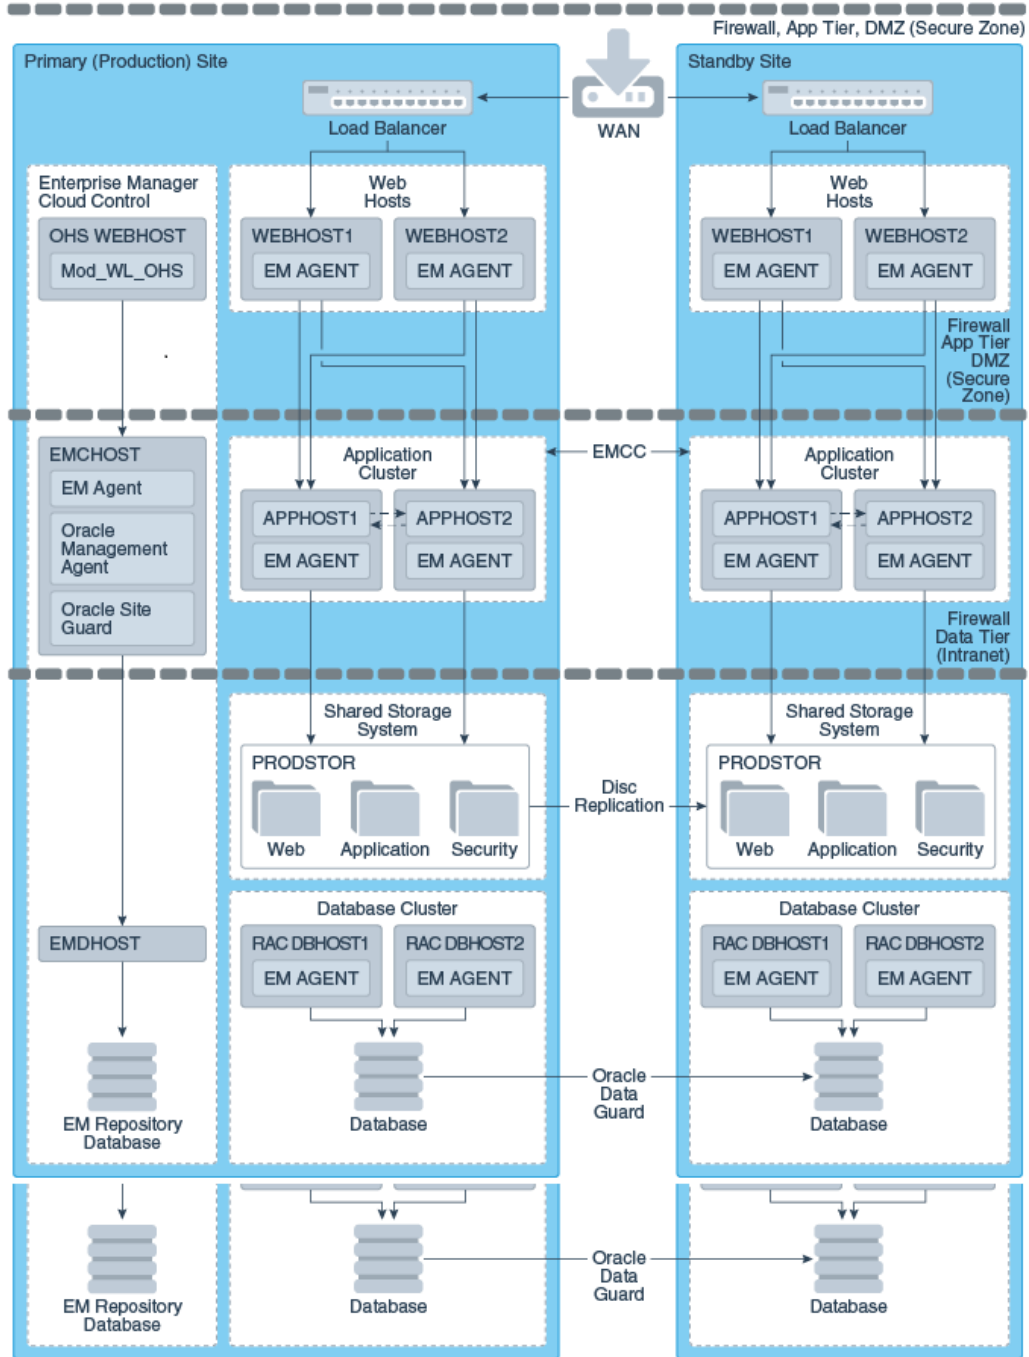 Firewall, App Tier, DMZ (Secure Zone)
Primary (Production) Site
Standby Site
WAN
Load Balancer
Load Balancer
Enterprise Manager
Cloud Control
OHS WEBHOST
Mod_WL_OHS
Web
Hosts
WEBHOST1
EM AGENT
WEBHOST2
EM AGENT
Web
Hosts
WEBHOST1
EM AGENT
WEBHOST2
EM AGENT
Firewall
App Tier
DMZ
(Secure
Zone)
EMCHOST
EM Agent
Oracle
Management
Agent
Oracle Site
Guard
Application
Cluster
APPHOST1
EM AGENT
APPHOST2
EM AGENT
EMCC
Application
Cluster
APPHOST1
EM AGENT
APPHOST2
EM AGENT
Firewall
Data Tier
(Intranet)
Shared Storage
System
PRODSTOR
Web
Application
Security
Disc
Replication
Shared Storage
System
PRODSTOR
Web
Application
Security
EMDHOST
EM Repository
Database
Database Cluster
RAC DBHOST1
EM AGENT
RAC DBHOST2
EM AGENT
Database
Oracle
Data
Guard
Database Cluster
RAC DBHOST1
EM AGENT
RAC DBHOST2
EM AGENT
Database
EM Repository
Database
Database
Oracle
Data
Guard
Database